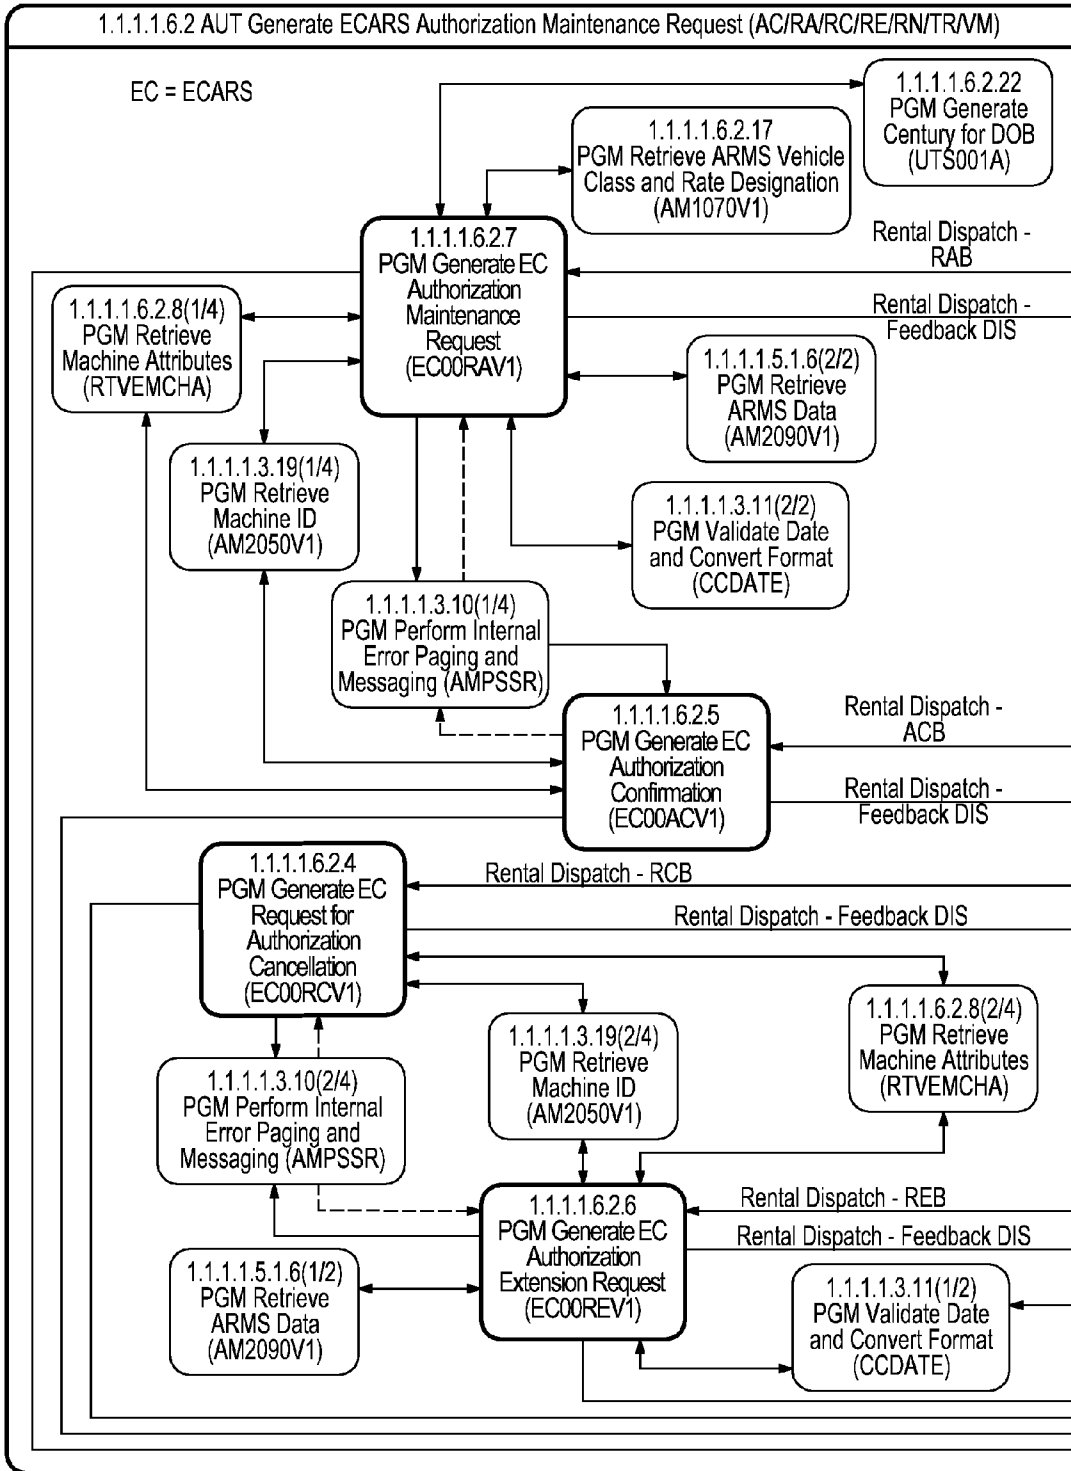 1.1.1.1.6.2 AUT Generate ECARS Authorization Maintenance Request (AC/RA/RC/RE/RN/TR/VM)
EC = ECARS
1.1.1.1.6.2.22
PGM Generate
Century for DOB
(UTS001A)
1.1.1.1.6.2.17
PGM Retrieve ARMS Vehicle
Class and Rate Designation
(AM1070V1)
1.1.1.1.6.2.7
PGM Generate EC
Authorization
Maintenance
Request
(EC00RAV1)
Rental Dispatch -
RAB
Rental Dispatch -
Feedback DIS
1.1.1.1.6.2.8(1/4)
PGM Retrieve
Machine Attributes
(RTVEMCHA)
1.1.1.1.5.1.6(2/2)
PGM Retrieve
ARMS Data
(AM2090V1)
1.1.1.1.3.19(1/4)
PGM Retrieve
Machine ID
(AM2050V1)
1.1.1.1.3.11(2/2)
PGM Validate Date
and Convert Format
(CCDATE)
1.1.1.1.3.10(1/4)
PGM Perform Internal
Error Paging and
Messaging (AMPSSR)
1.1.1.1.6.2.5
PGM Generate EC
Authorization
Confirmation
(EC00ACV1)
Rental Dispatch -
ACB
Rental Dispatch -
Feedback DIS
1.1.1.1.6.2.4
PGM Generate EC
Request for
Authorization
Cancellation
(EC00RCV1)
Rental Dispatch - RCB
Rental Dispatch - Feedback DIS
1.1.1.1.3.19(2/4)
PGM Retrieve
Machine ID
(AM2050V1)
1.1.1.1.6.2.8(2/4)
PGM Retrieve
Machine Attributes
(RTVEMCHA)
1.1.1.1.3.10(2/4)
PGM Perform Internal
Error Paging and
Messaging (AMPSSR)
1.1.1.1.6.2.6
PGM Generate EC
Authorization
Extension Request
(EC00REV1)
Rental Dispatch - REB
Rental Dispatch - Feedback DIS
1.1.1.1.5.1.6(1/2)
PGM Retrieve
ARMS Data
(AM2090V1)
1.1.1.1.3.11(1/2)
PGM Validate Date
and Convert Format
(CCDATE)